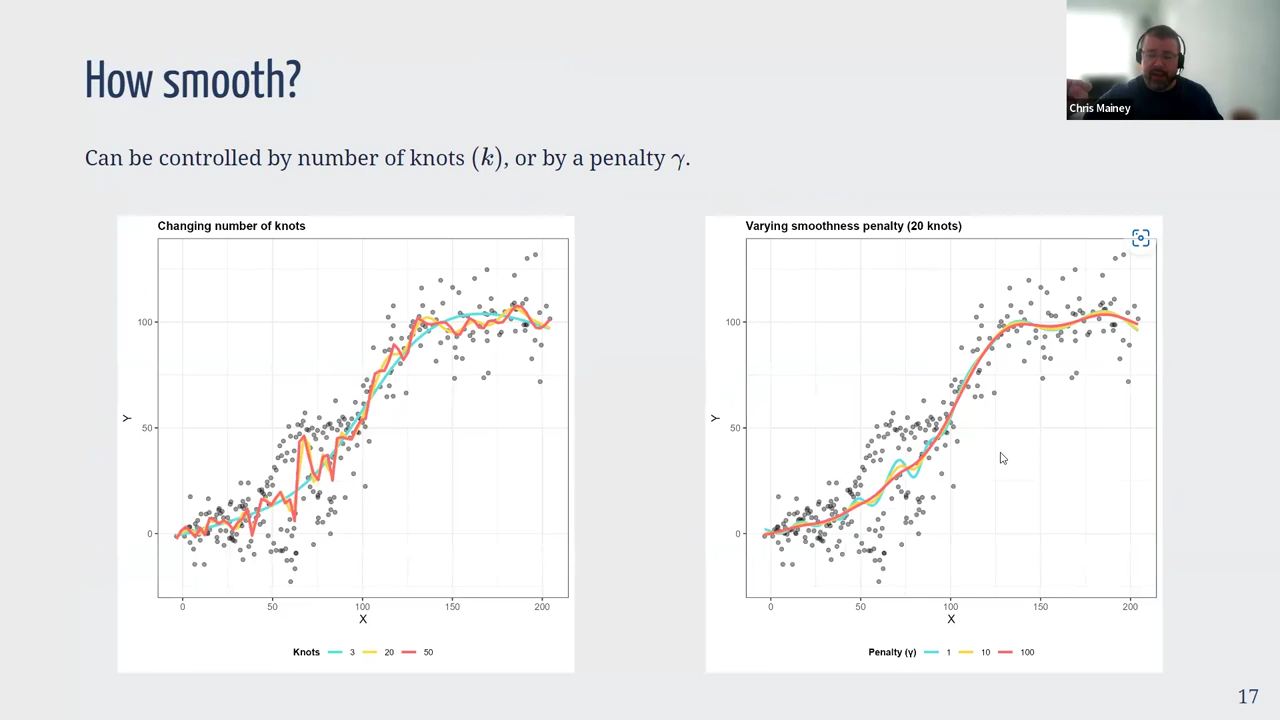 How smooth?
Chris Mainey
Can be controlled by number of knots (k), or by a penalty γ.
Changing number of knots
100
50
0
Y
0 50 100 150 200
X
Knots 3 20 50
Varying smoothness penalty (20 knots)
100
50
0
Y
0 50 100 150 200
X
Penalty (γ) 1 10 100
17